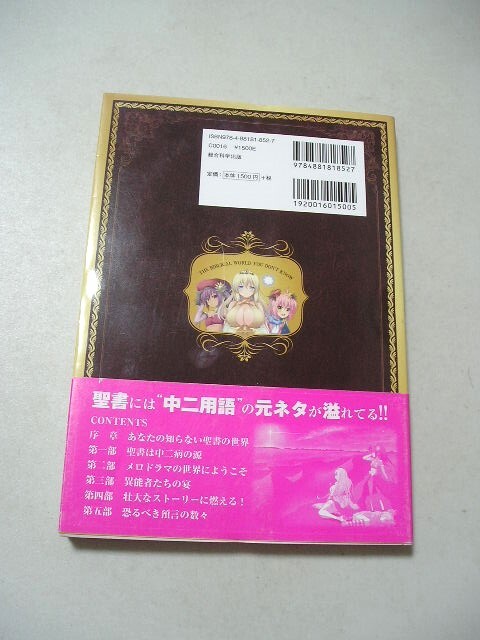 ISBN978-4-88181-852-7
C0016 ¥1500E
総合科学出版
定価：本体1500円 +税
9784881818527
1920016015005
THE BIBLICAL WORLD YOU DON'T KNOW
聖書には“中二用語”の元ネタが溢れてる!!
CONTENTS
序 章 あなたの知らない聖書の世界
第一部 聖書は中二病の源
第二部 メロドラマの世界にようこそ
第三部 異能者たちの宴
第四部 壮大なストーリーに燃える！
第五部 恐るべき預言の数々